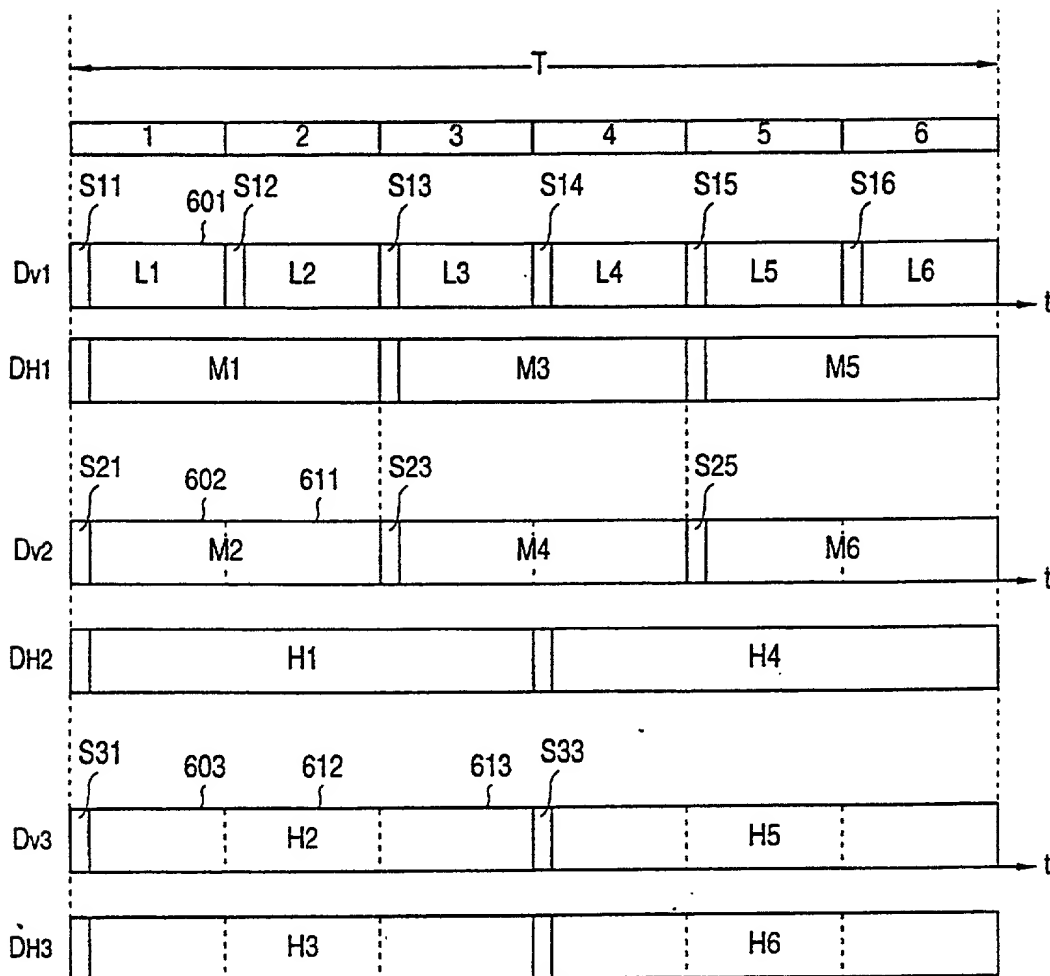 T
1 2 3 4 5 6
S11 601 S12 S13 S14 S15 S16
Dv1 L1 L2 L3 L4 L5 L6 t
DH1 M1 M3 M5
S21 602 611 S23 S25
Dv2 M2 M4 M6 t
DH2 H1 H4
S31 603 612 613 S33
Dv3 H2 H5 t
DH3 H3 H6